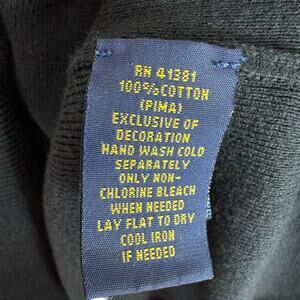 RN 41381
100% COTTON
(PIMA)
EXCLUSIVE OF
DECORATION
HAND WASH COLD
SEPARATELY
ONLY NON-
CHLORINE BLEACH
WHEN NEEDED
LAY FLAT TO DRY
COOL IRON
IF NEEDED